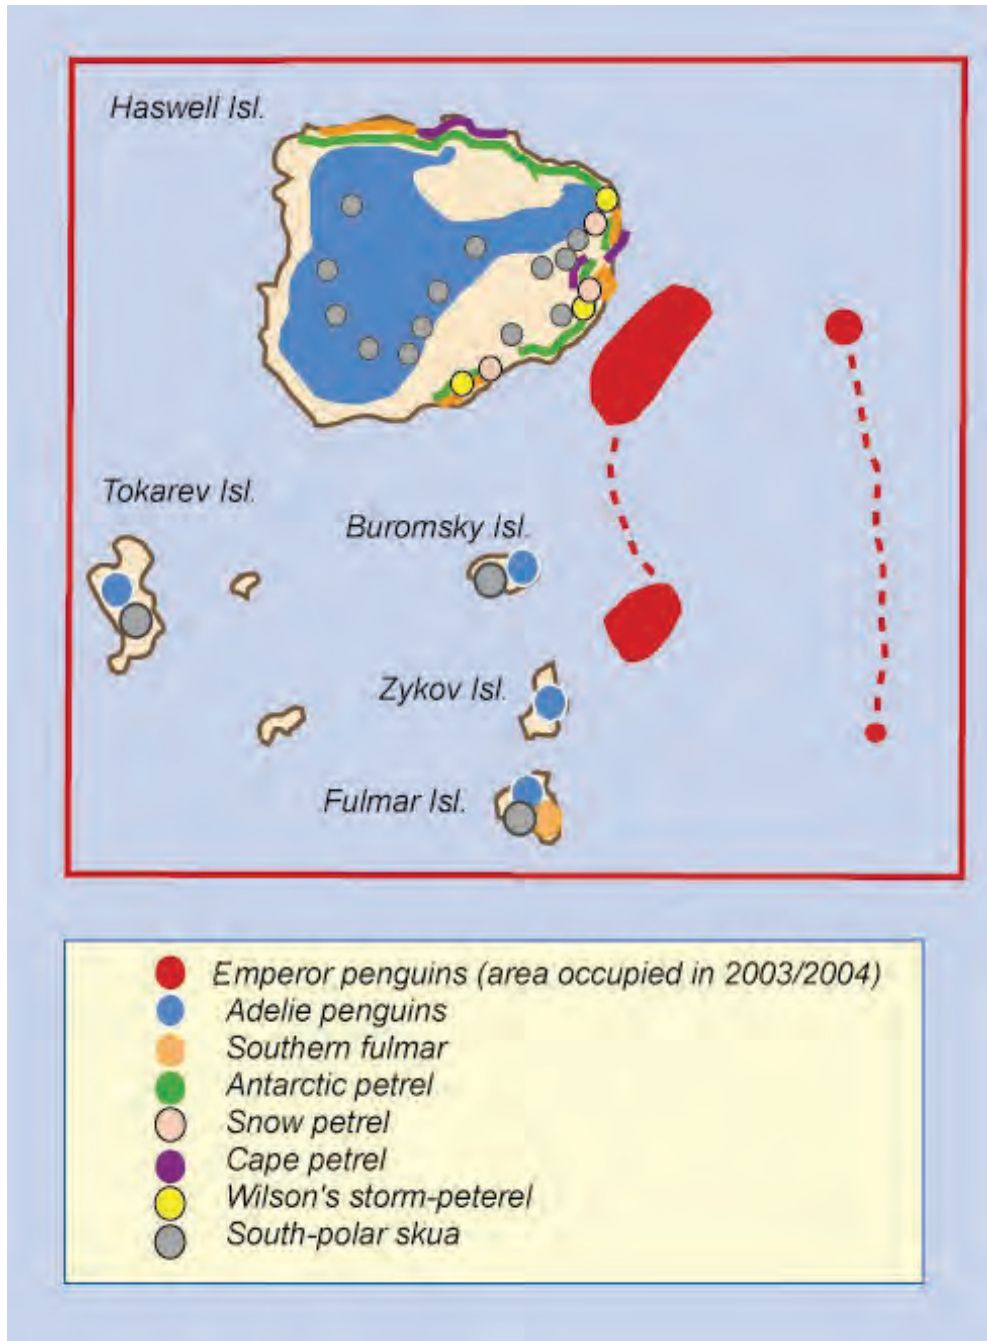 Haswell Isl.
Tokarev Isl.
Buromsky Isl.
Zykov Isl.
Fulmar Isl.
Emperor penguins (area occupied in 2003/2004)
Adelie penguins
Southern fulmar
Antarctic petrel
Snow petrel
Cape petrel
Wilson's storm-peterel
South-polar skua